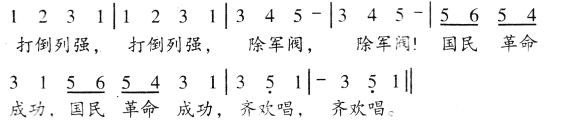 1 2 3 1 | 1 2 3 1 | 3 4 5 – | 3 4 5 – | 5 6 5 4
打倒列强, 打倒列强, 除军阀, 除军阀! 国民 革命
3 1 5 6 5 4 3 1 | 3 5 1 | – 3 5 1 ||
成功, 国民 革命 成功, 齐欢唱, 齐欢唱。